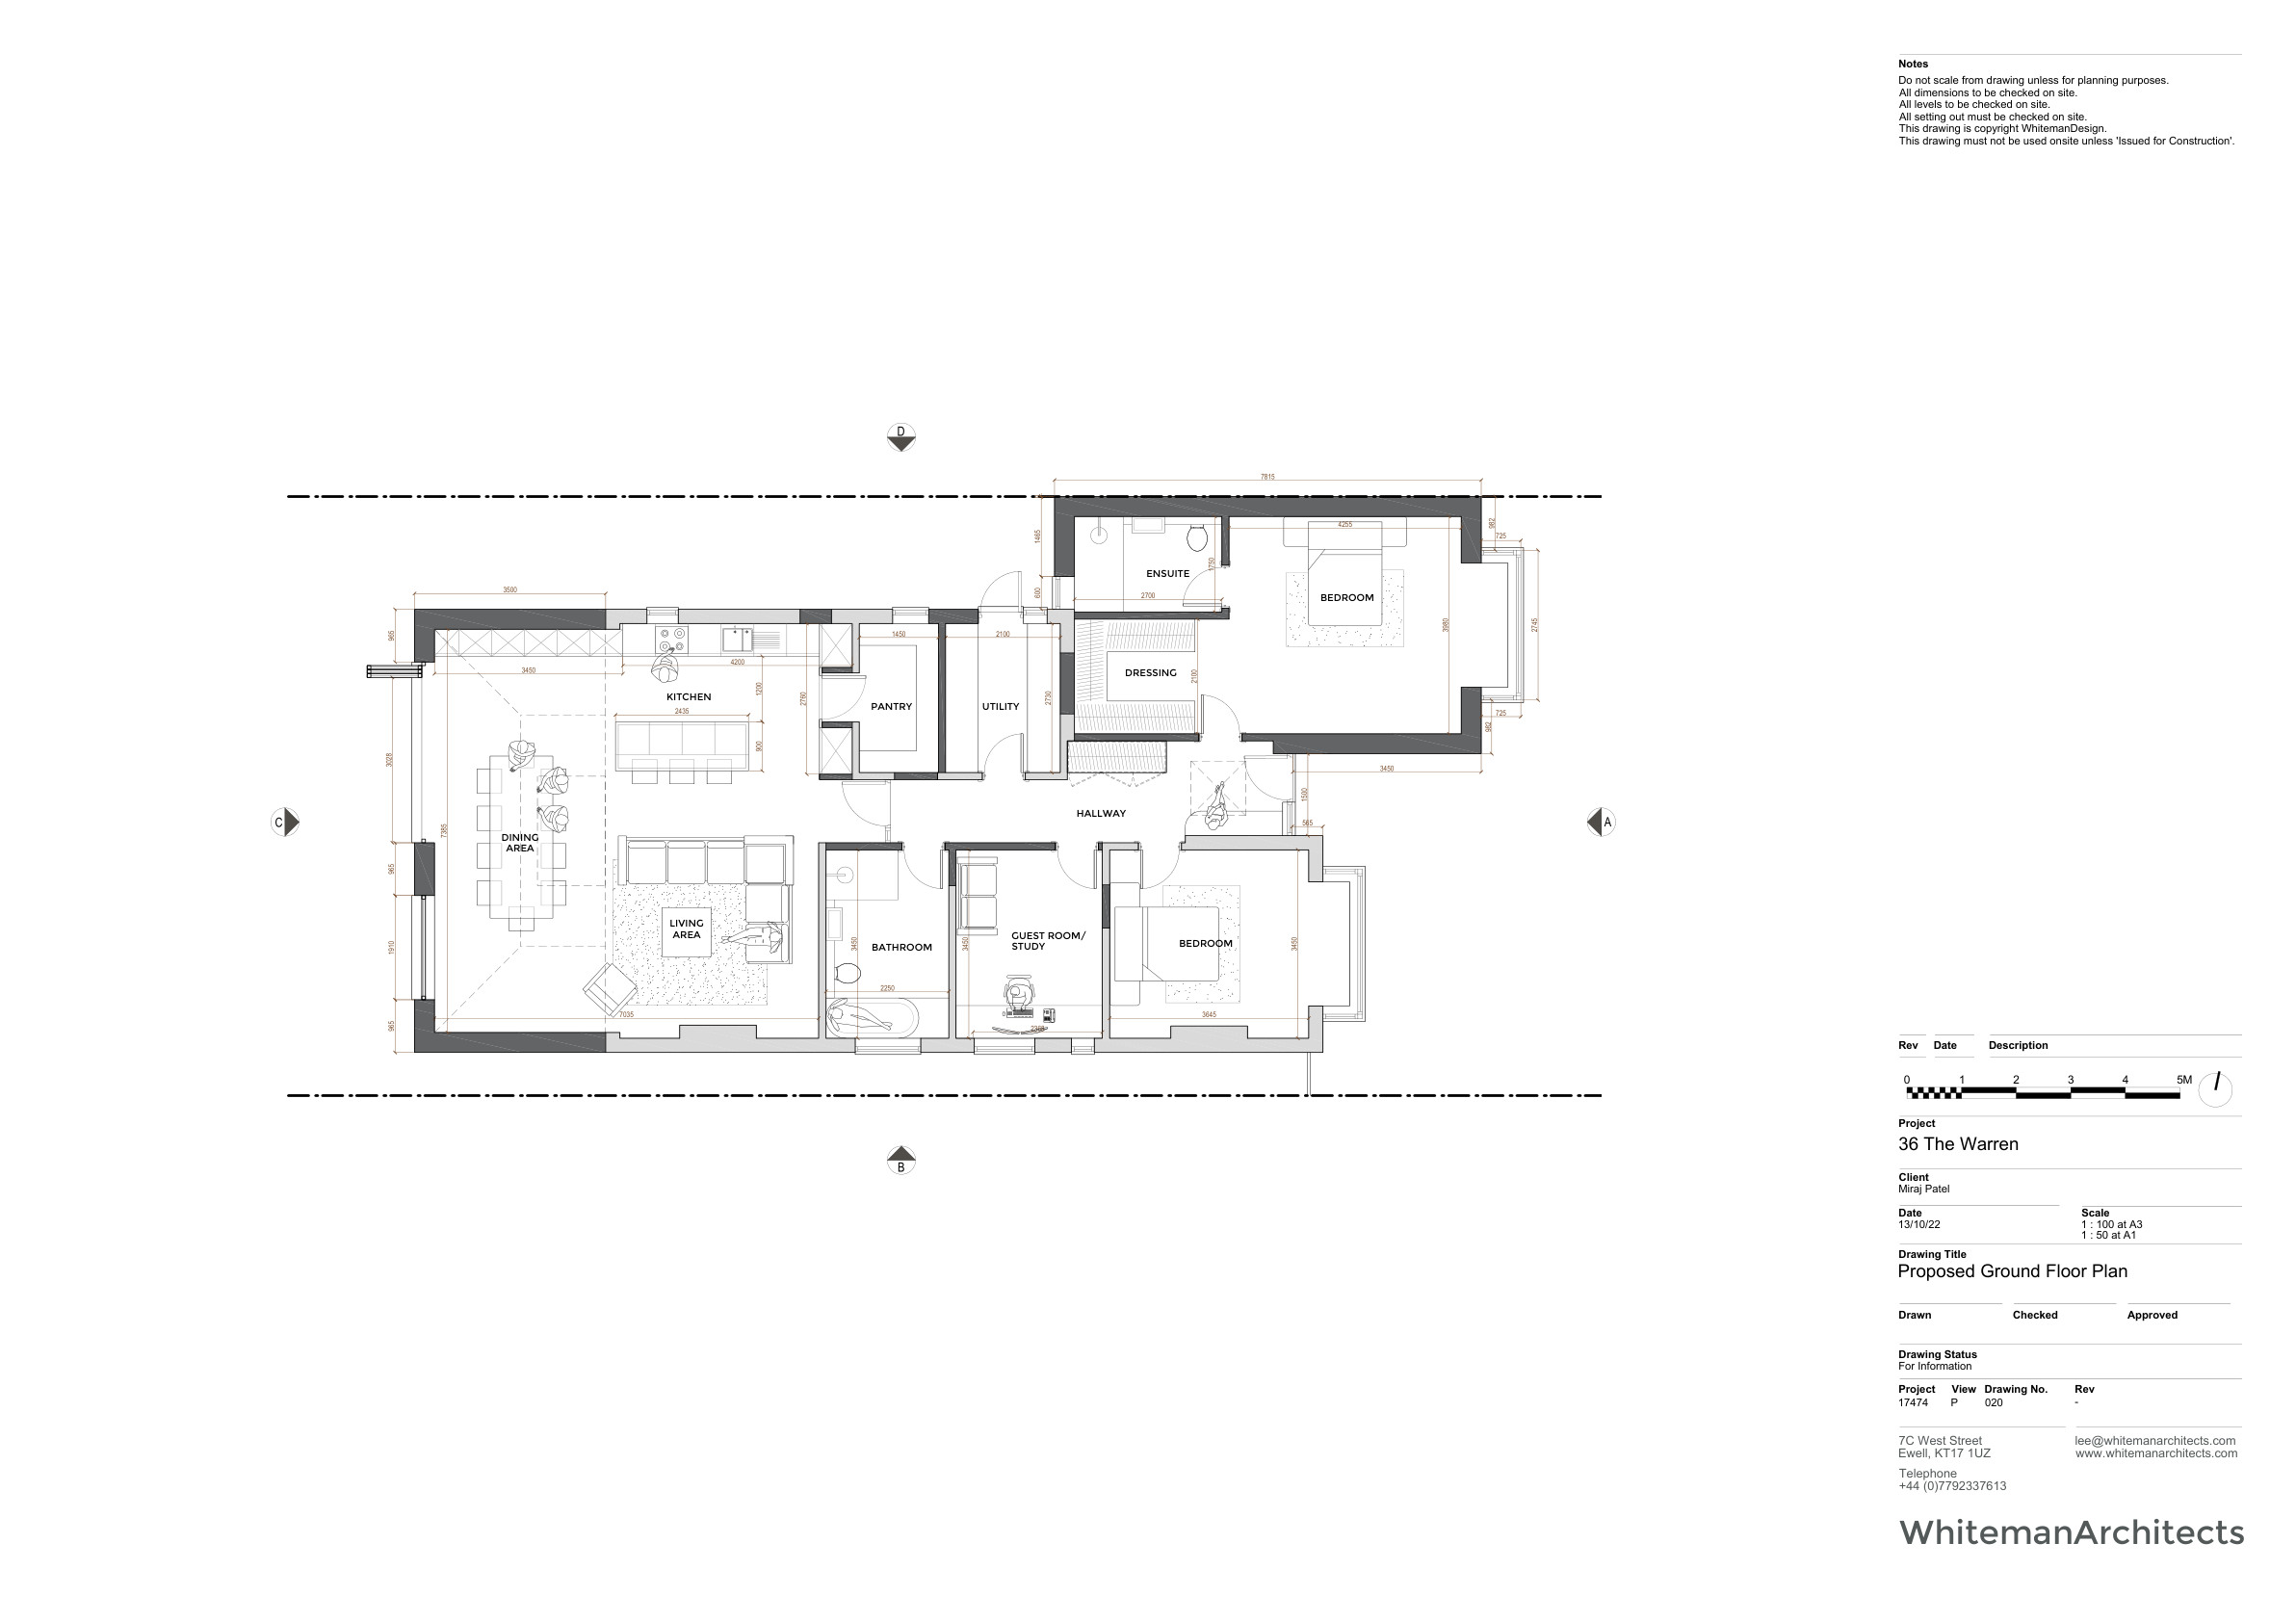 Notes
Do not scale from drawing unless for planning purposes.
All dimensions to be checked on site.
All levels to be checked on site.
All setting out must be checked on site.
This drawing is copyright WhitemanDesign.
This drawing must not be used onsite unless 'Issued for Construction'.
D
7815
1465
600
4255
982
725
1750
ENSUITE
2700
BEDROOM
3980
2745
3500
965
1450
2100
3450
4200
1200
2760
KITCHEN
2435
900
PANTRY
UTILITY
2730
DRESSING
2100
725
982
3450
3028
7385
C
DINING
AREA
HALLWAY
1500
565
A
965
1910
965
LIVING
AREA
7035
3450
BATHROOM
2250
3450
GUEST ROOM/
STUDY
BEDROOM
3450
3645
B
Rev Date Description
0 1 2 3 4 5M
Project
36 The Warren
Client
Miraj Patel
Date Scale
13/10/22 1 : 100 at A3
1 : 50 at A1
Drawing Title
Proposed Ground Floor Plan
Drawn Checked Approved
Drawing Status
For Information
Project View Drawing No. Rev
17474 P 020 -
7C West Street lee@whitemanarchitects.com
Ewell, KT17 1UZ www.whitemanarchitects.com
Telephone
+44 (0)7792337613
WhitemanArchitects